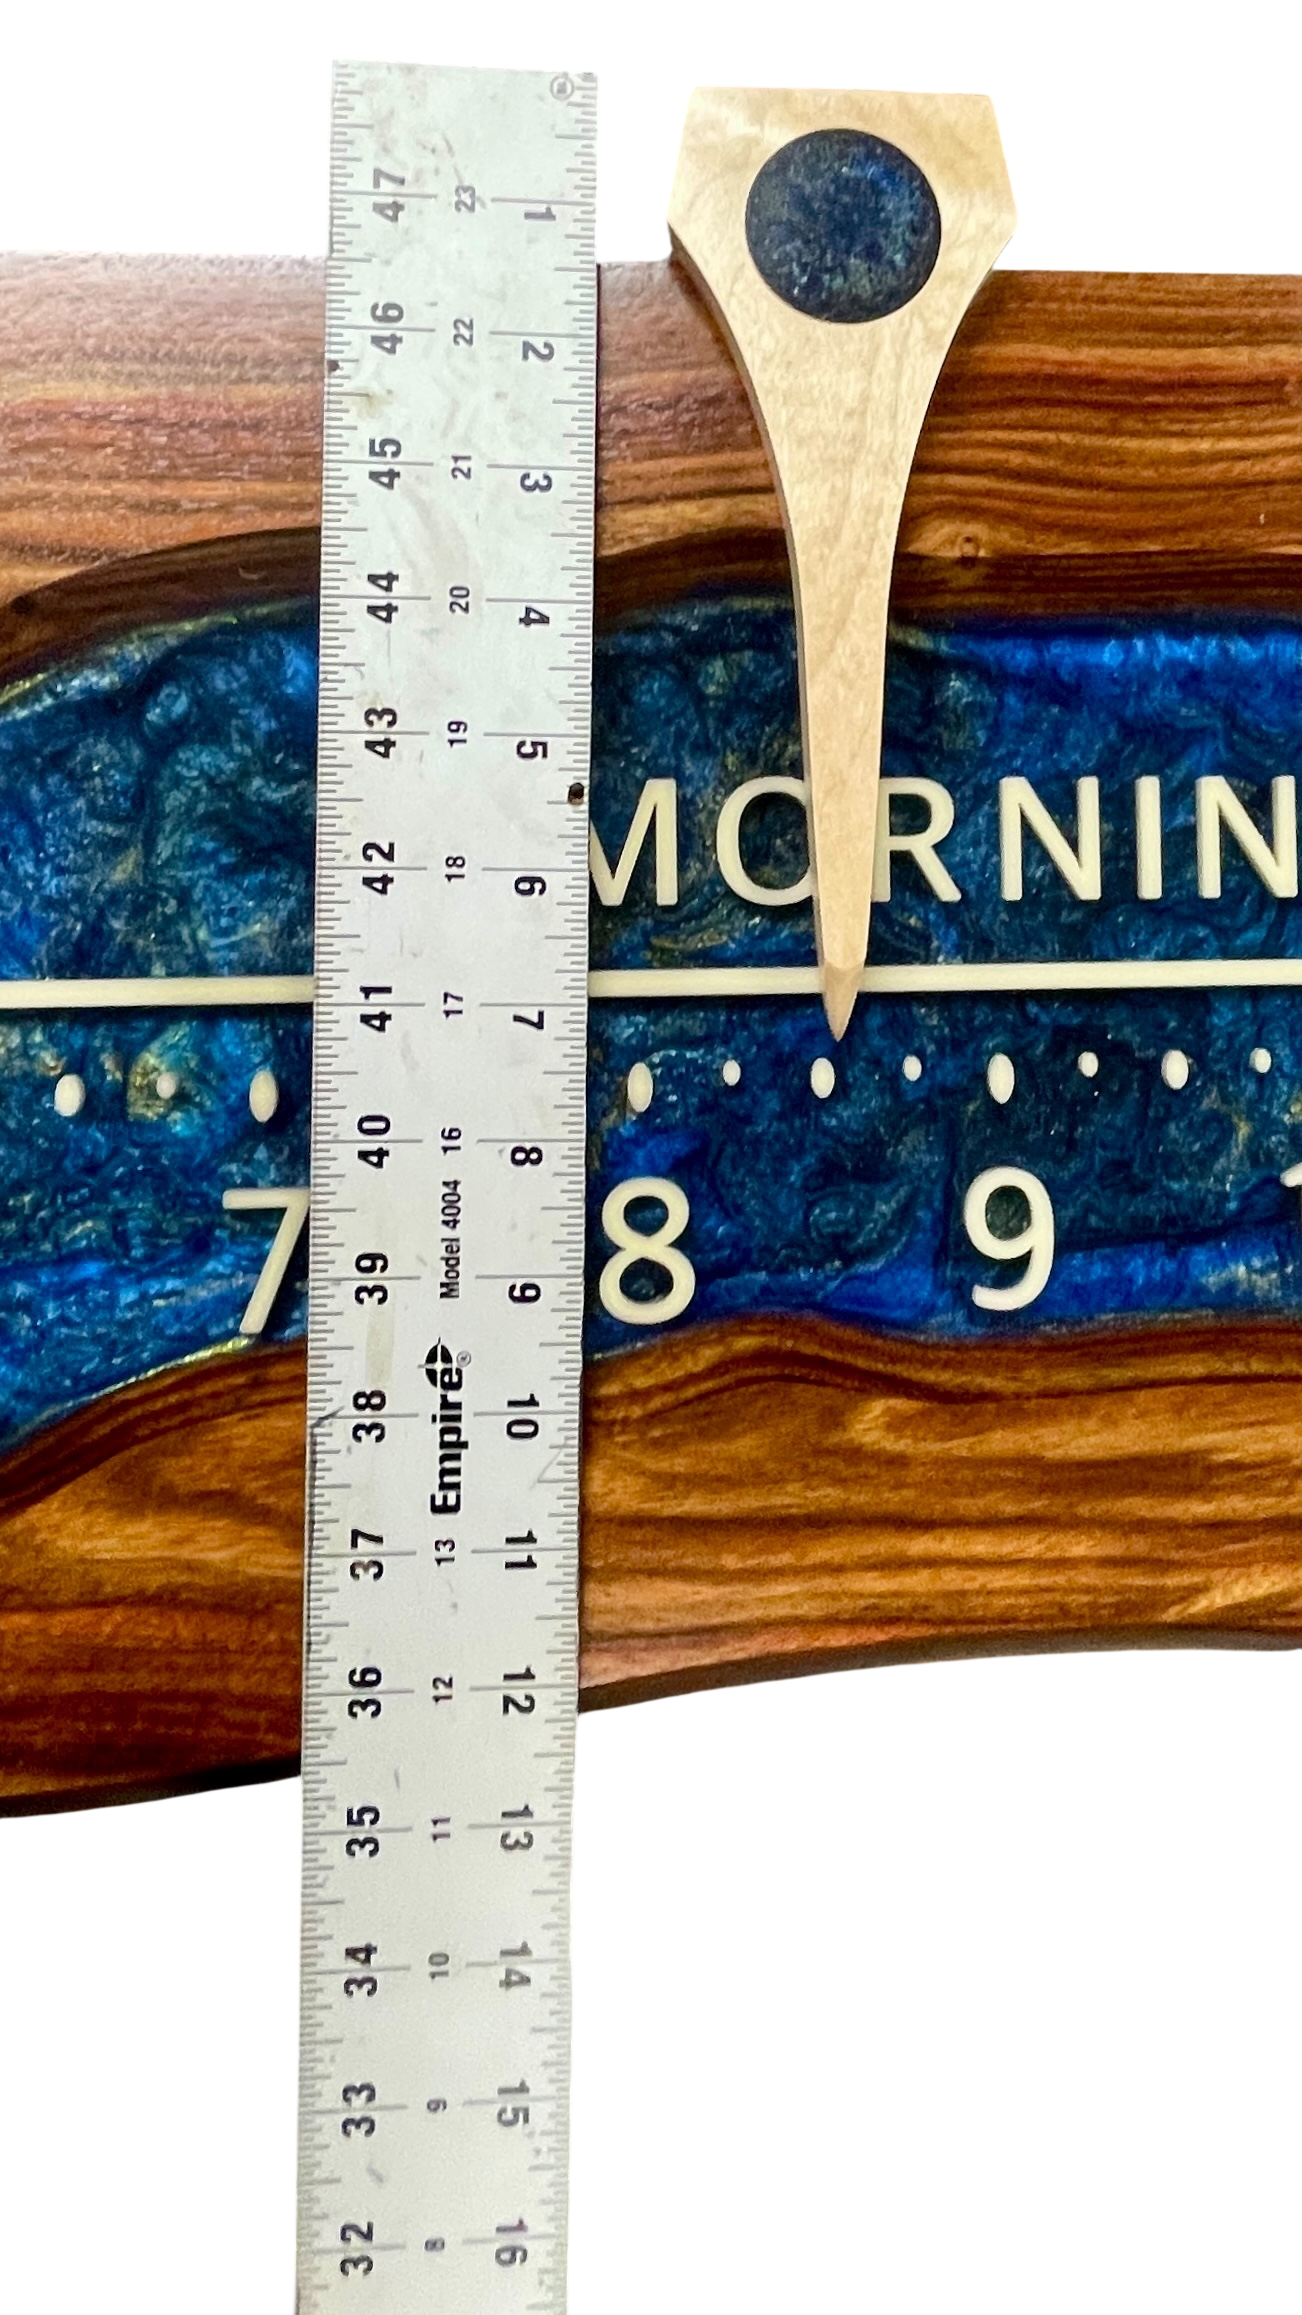 47 46 45 44 43 42 41 40 39 38 37 36 35 34 33 32
23 22 21 20 19 18 17 16 Model 4004 Empire® 13 12 11 10 9 8
1 2 3 4 5 6 7 8 9 10 11 12 13 14 15 16
MORNIN
7 8 9 1